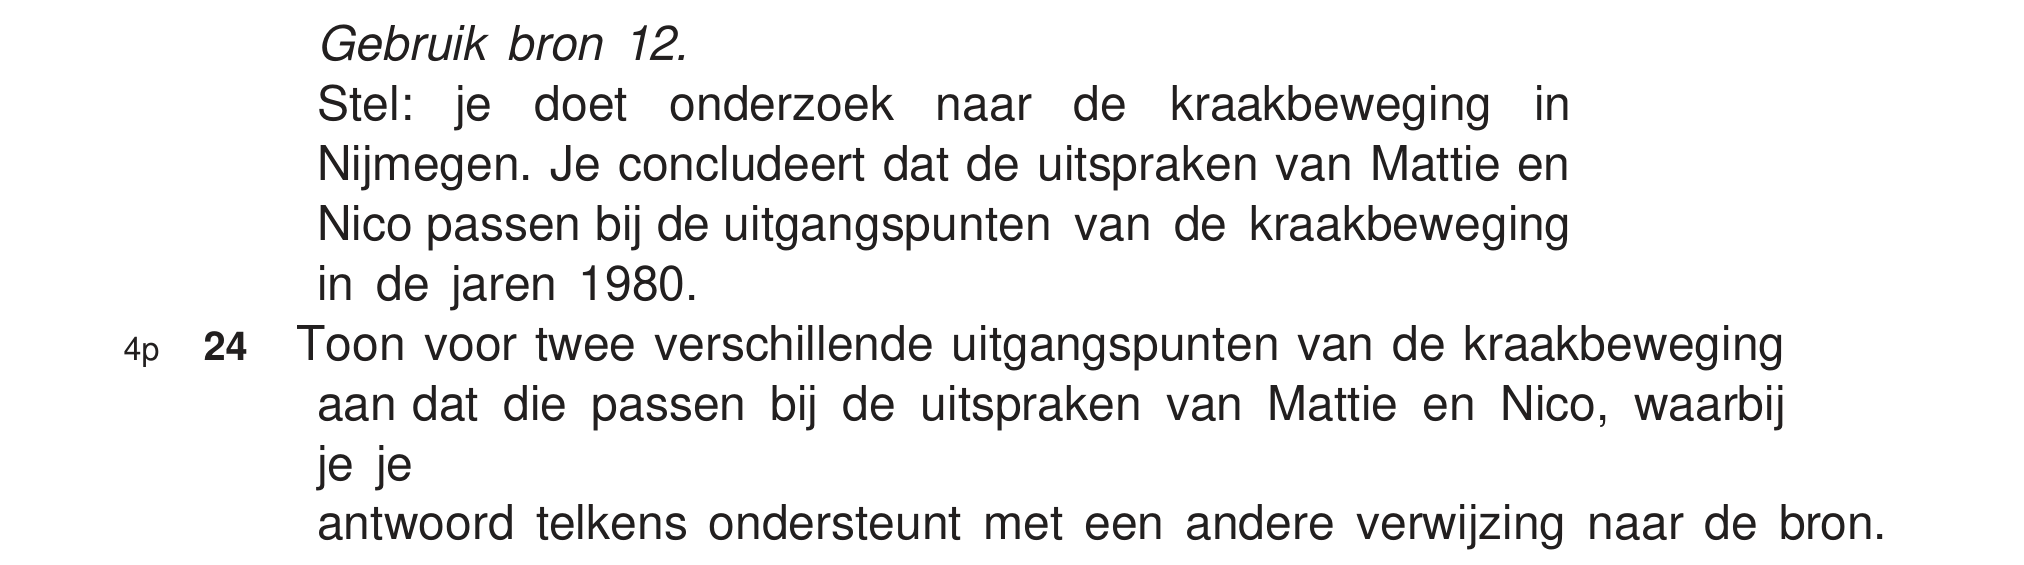 Gebruik bron 12.
Stel: je doet onderzoek naar de kraakbeweging in
Nijmegen. Je concludeert dat de uitspraken van Mattie en
Nico passen bij de uitgangspunten van de kraakbeweging
in de jaren 1980.
4p 24 Toon voor twee verschillende uitgangspunten van de kraakbeweging
aan dat die passen bij de uitspraken van Mattie en Nico, waarbij
je je
antwoord telkens ondersteunt met een andere verwijzing naar de bron.